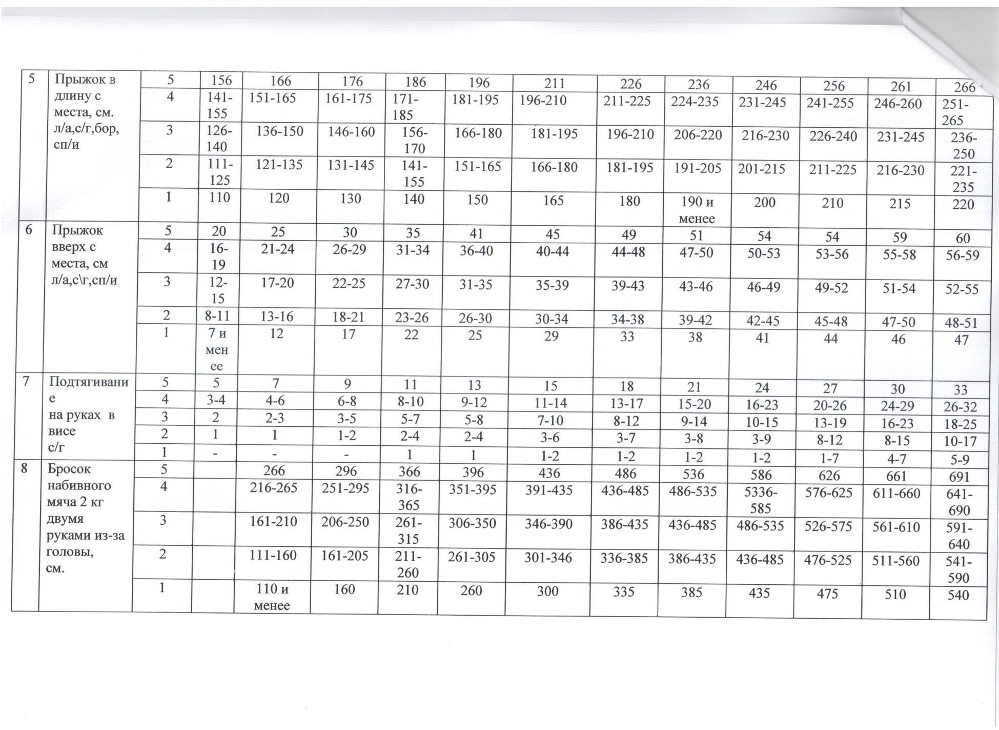 5 Прыжок в длину с места, см. л/а,с/г,бор, сп/и 5 156 166 176 186 196 211 226 236 246 256 261 266
4 141-155 151-165 161-175 171-185 181-195 196-210 211-225 224-235 231-245 241-255 246-260 251-265
3 126-140 136-150 146-160 156-170 166-180 181-195 196-210 206-220 216-230 226-240 231-245 236-250
2 111-125 121-135 131-145 141-155 151-165 166-180 181-195 191-205 201-215 211-225 216-230 221-235
1 110 120 130 140 150 165 180 190 и менее 200 210 215 220
6 Прыжок вверх с места, см л/а,с\г,сп/и 5 20 25 30 35 41 45 49 51 54 54 59 60
4 16-19 21-24 26-29 31-34 36-40 40-44 44-48 47-50 50-53 53-56 55-58 56-59
3 12-15 17-20 22-25 27-30 31-35 35-39 39-43 43-46 46-49 49-52 51-54 52-55
2 8-11 13-16 18-21 23-26 26-30 30-34 34-38 39-42 42-45 45-48 47-50 48-51
1 7 и менее 12 17 22 25 29 33 38 41 44 46 47
7 Подтягивание на руках в висе с/г 5 5 7 9 11 13 15 18 21 24 27 30 33
4 3-4 4-6 6-8 8-10 9-12 11-14 13-17 15-20 16-23 20-26 24-29 26-32
3 2 2-3 3-5 5-7 5-8 7-10 8-12 9-14 10-15 13-19 16-23 18-25
2 1 1 1-2 2-4 2-4 3-6 3-7 3-8 3-9 8-12 8-15 10-17
1 - - - 1 1 1-2 1-2 1-2 1-2 1-7 4-7 5-9
8 Бросок набивного мяча 2 кг двумя руками из-за головы, см. 5 266 296 366 396 436 486 536 586 626 661 691
4 216-265 251-295 316-365 351-395 391-435 436-485 486-535 5336-585 576-625 611-660 641-690
3 161-210 206-250 261-315 306-350 346-390 386-435 436-485 486-535 526-575 561-610 591-640
2 111-160 161-205 211-260 261-305 301-346 336-385 386-435 436-485 476-525 511-560 541-590
1 110 и менее 160 210 260 300 335 385 435 475 510 540